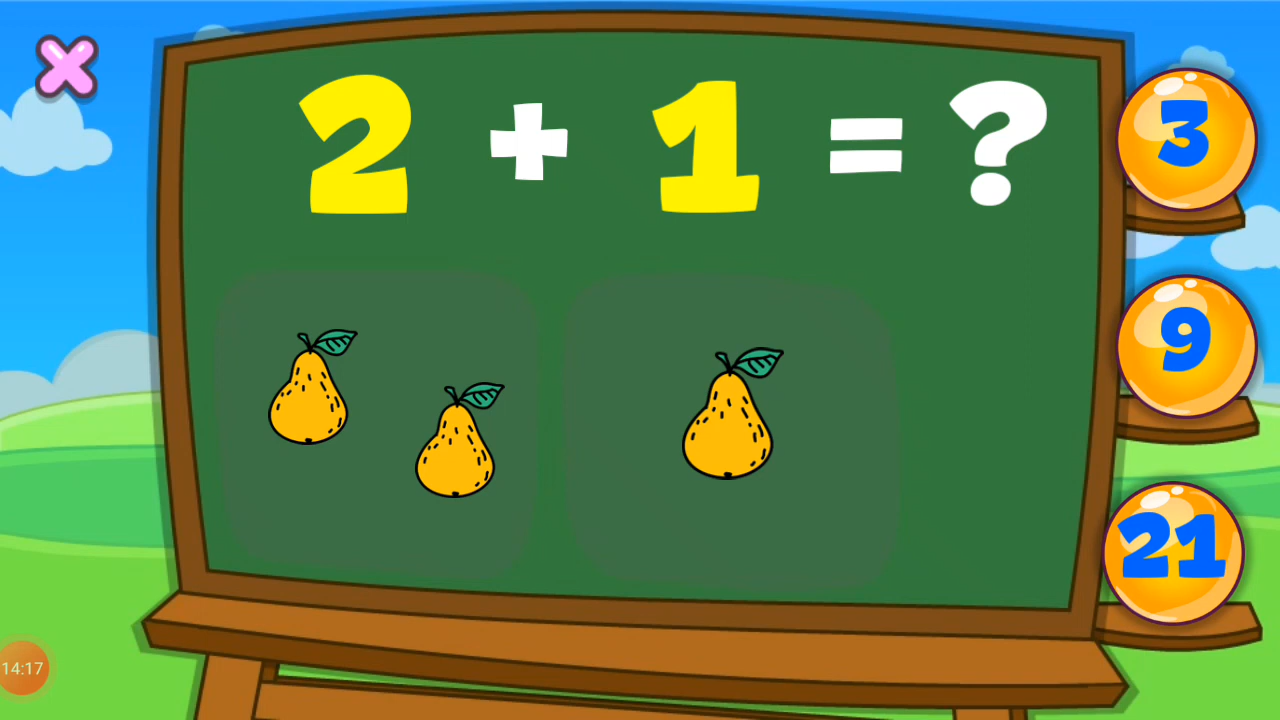 2 + 1 = ?
3
9
21
14:17